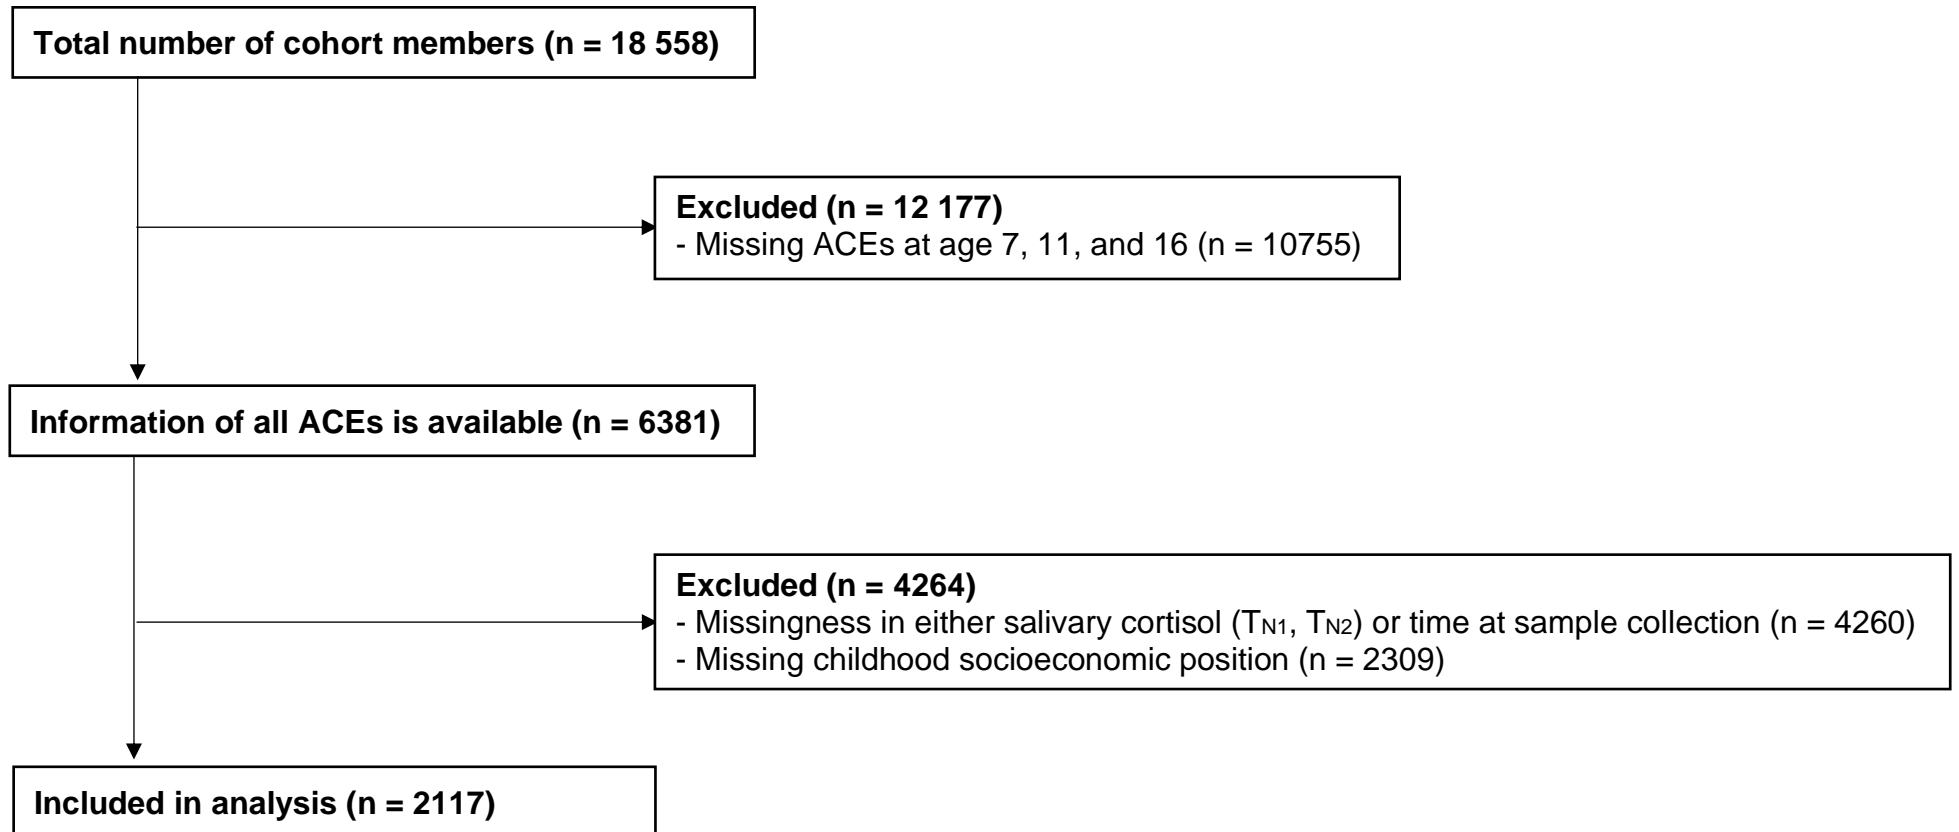 Total number of cohort members (n = 18 558)
Excluded (n = 12 177)
- Missing ACEs at age 7, 11, and 16 (n = 10755)
Information of all ACEs is available (n = 6381)
Excluded (n = 4264)
- Missingness in either salivary cortisol (TN1, TN2) or time at sample collection (n = 4260)
- Missing childhood socioeconomic position (n = 2309)
Included in analysis (n = 2117)